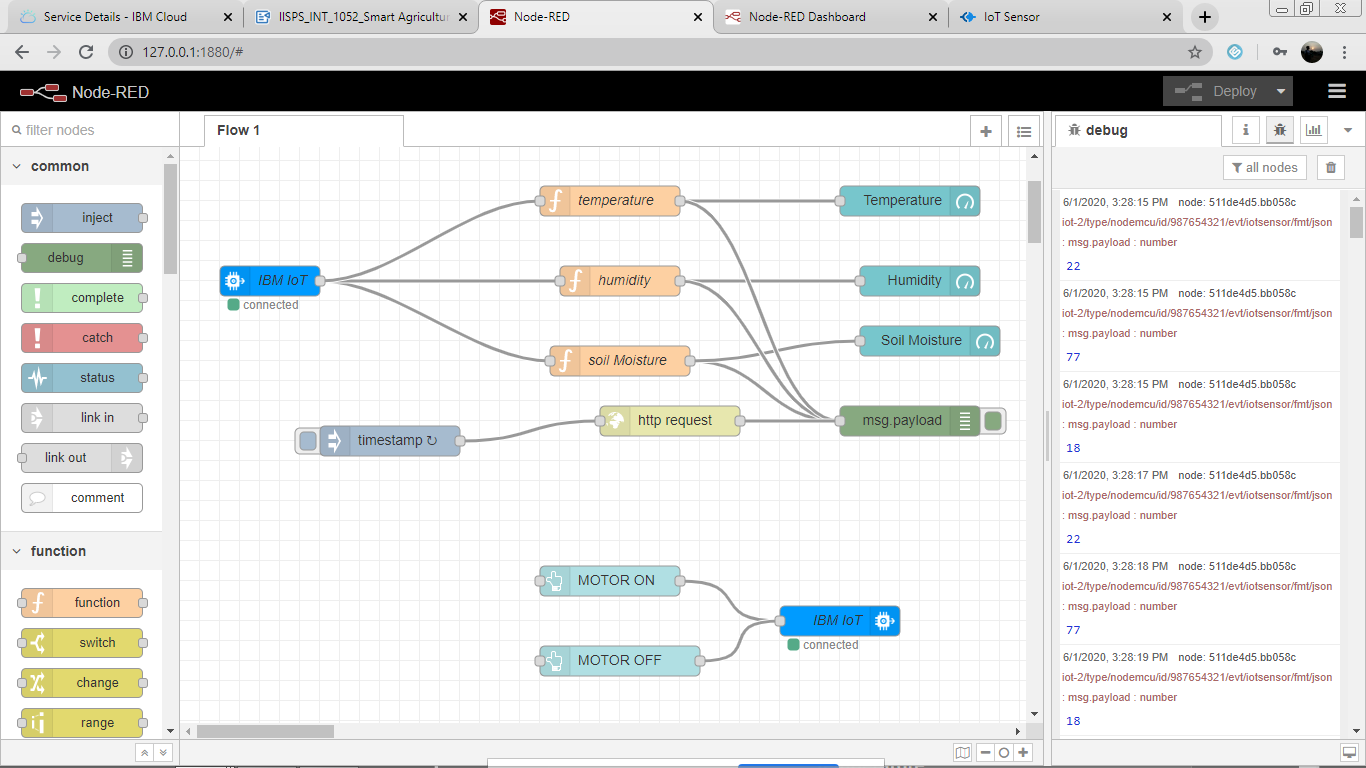 Service Details - IBM Cloud
IISPS_INT_1052_Smart Agricultur
Node-RED
Node-RED Dashboard
IoT Sensor
127.0.0.1:1880/#
Node-RED
Deploy
filter nodes
Flow 1
debug
all nodes
common
inject
debug
complete
catch
status
link in
link out
comment
function
function
switch
change
range
temperature
Temperature
IBM IoT
connected
humidity
Humidity
soil Moisture
Soil Moisture
timestamp ↻
http request
msg.payload
MOTOR ON
MOTOR OFF
IBM IoT
connected
6/1/2020, 3:28:15 PM node: 511de4d5.bb058c
iot-2/type/nodemcu/id/987654321/evt/iotsensor/fmt/json
: msg.payload : number
22
6/1/2020, 3:28:15 PM node: 511de4d5.bb058c
iot-2/type/nodemcu/id/987654321/evt/iotsensor/fmt/json
: msg.payload : number
77
6/1/2020, 3:28:15 PM node: 511de4d5.bb058c
iot-2/type/nodemcu/id/987654321/evt/iotsensor/fmt/json
: msg.payload : number
18
6/1/2020, 3:28:17 PM node: 511de4d5.bb058c
iot-2/type/nodemcu/id/987654321/evt/iotsensor/fmt/json
: msg.payload : number
22
6/1/2020, 3:28:18 PM node: 511de4d5.bb058c
iot-2/type/nodemcu/id/987654321/evt/iotsensor/fmt/json
: msg.payload : number
77
6/1/2020, 3:28:19 PM node: 511de4d5.bb058c
iot-2/type/nodemcu/id/987654321/evt/iotsensor/fmt/json
: msg.payload : number
18